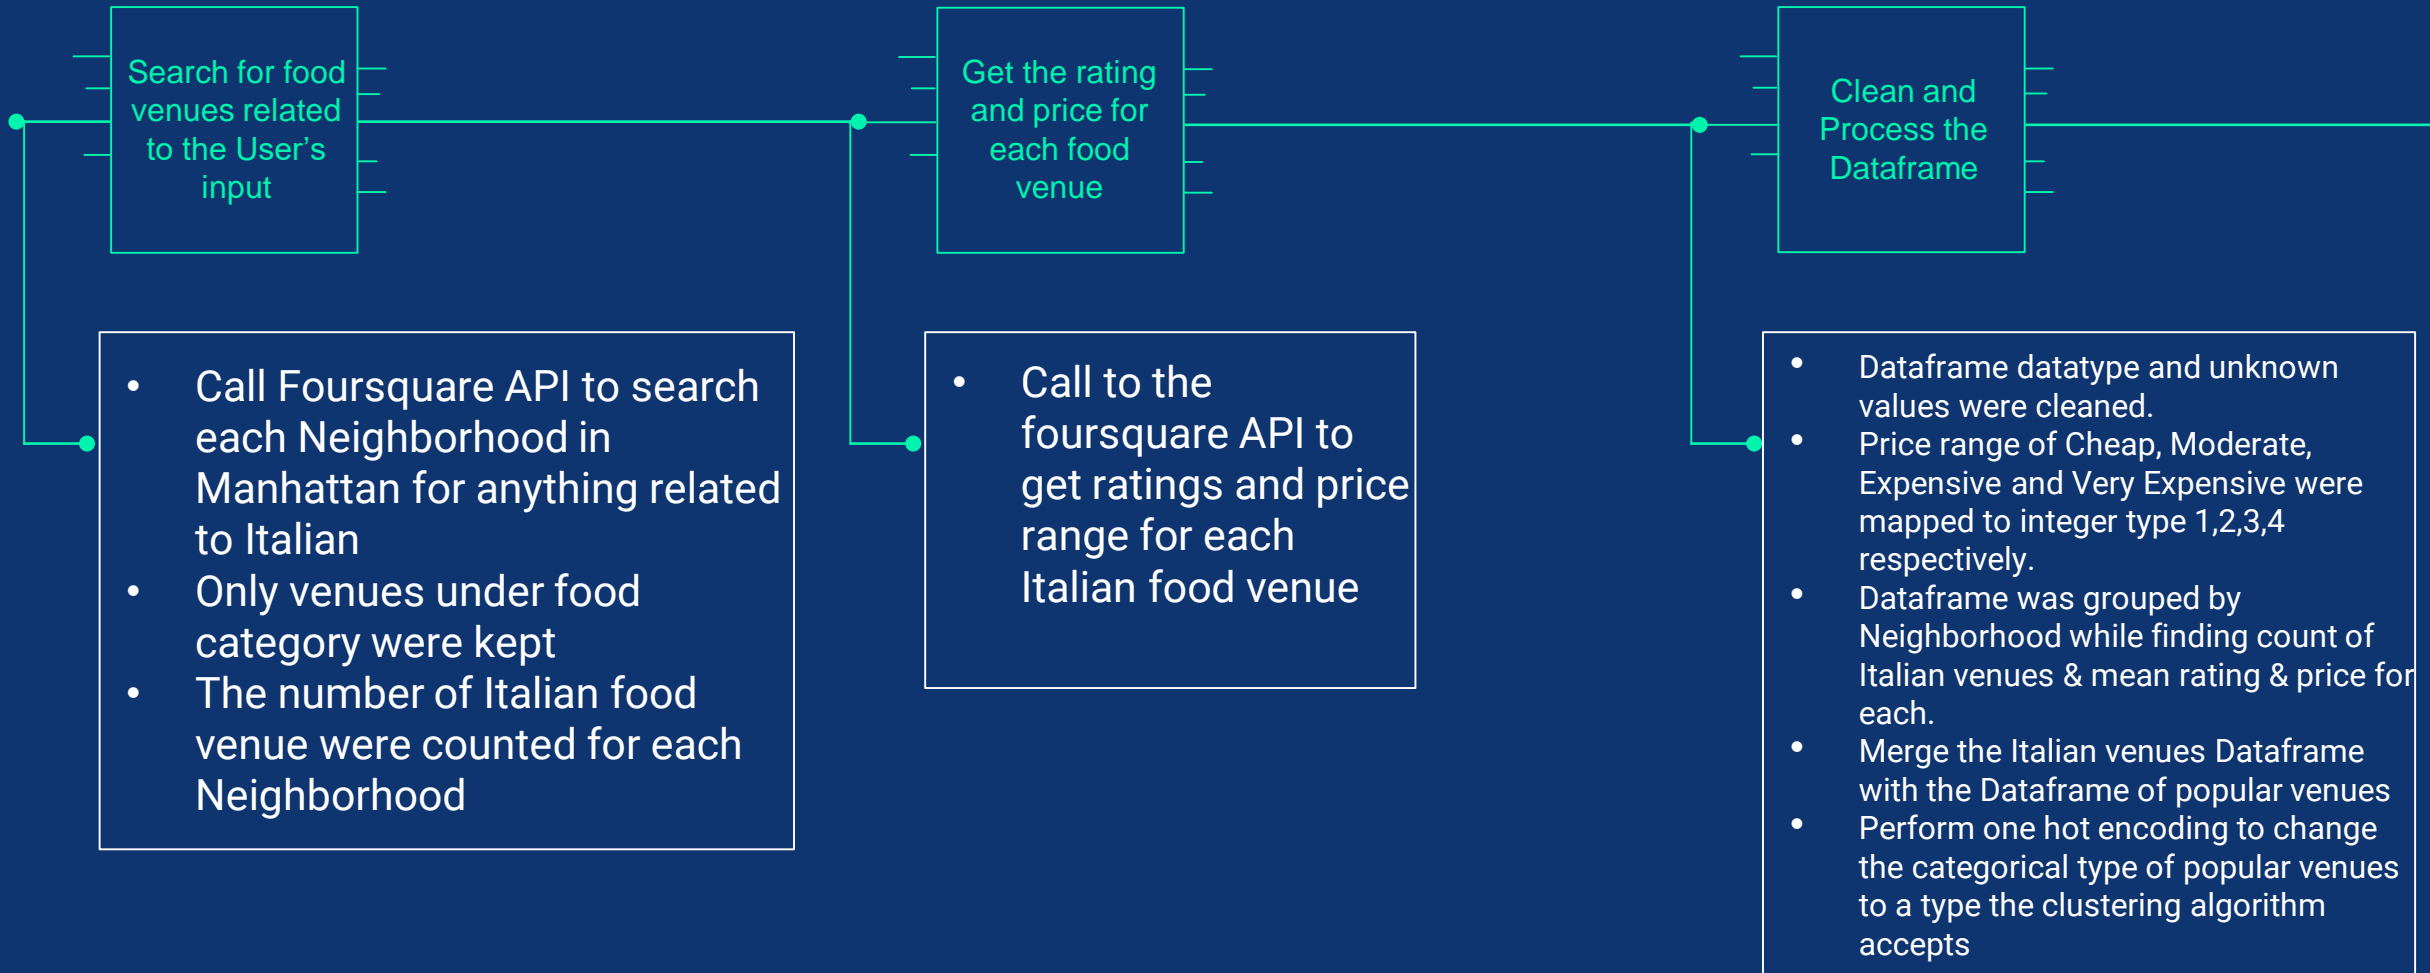 Search for food
venues related
to the User’s
input
Get the rating
and price for
each food
venue
Clean and
Process the
Dataframe
• Call Foursquare API to search
each Neighborhood in
Manhattan for anything related
to Italian
• Only venues under food
category were kept
• The number of Italian food
venue were counted for each
Neighborhood
• Call to the
foursquare API to
get ratings and price
range for each
Italian food venue
• Dataframe datatype and unknown
values were cleaned.
• Price range of Cheap, Moderate,
Expensive and Very Expensive were
mapped to integer type 1,2,3,4
respectively.
• Dataframe was grouped by
Neighborhood while finding count of
Italian venues & mean rating & price for
each.
• Merge the Italian venues Dataframe
with the Dataframe of popular venues
• Perform one hot encoding to change
the categorical type of popular venues
to a type the clustering algorithm
accepts